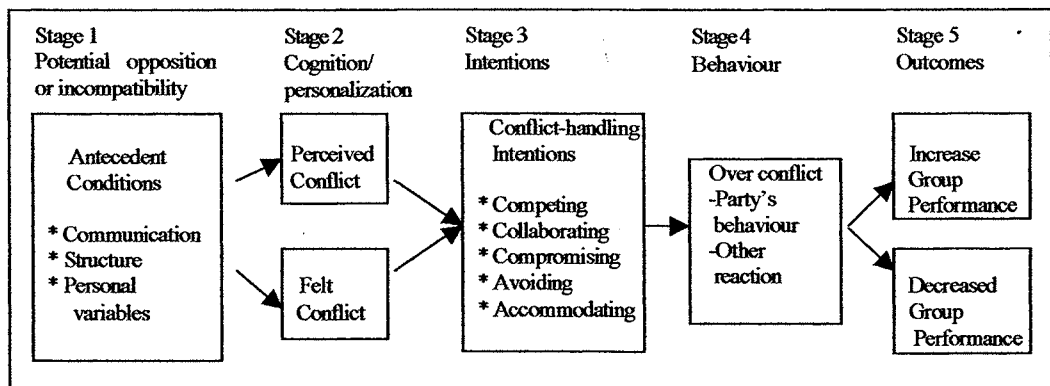 Stage 1
Potential opposition
or incompatibility
Stage 2
Cognition/
personalization
Stage 3
Intentions
Stage 4
Behaviour
Stage 5
Outcomes
Antecedent
Conditions
* Communication
* Structure
* Personal
variables
Perceived
Conflict
Felt
Conflict
Conflict-handling
Intentions
* Competing
* Collaborating
* Compromising
* Avoiding
* Accommodating
Over conflict
-Party's
behaviour
-Other
reaction
Increase
Group
Performance
Decreased
Group
Performance